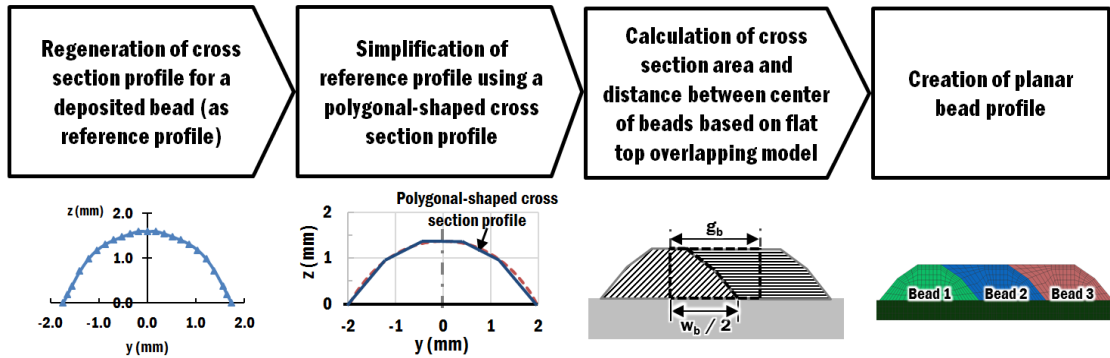 Regeneration of cross
section profile for a
deposited bead (as
reference profile)
Simplification of
reference profile using a
polygonal-shaped cross
section profile
Calculation of cross
section area and
distance between center
of beads based on flat
top overlapping model
Creation of planar
bead profile
z (mm)
2.0
1.0
0.0
-2.0 -1.0 0.0 1.0 2.0
y (mm)
Polygonal-shaped cross
section profile
z (mm)
2
1
0
-2 -1 0 1 2
y (mm)
g_b
w_b / 2
Bead 1 Bead 2 Bead 3